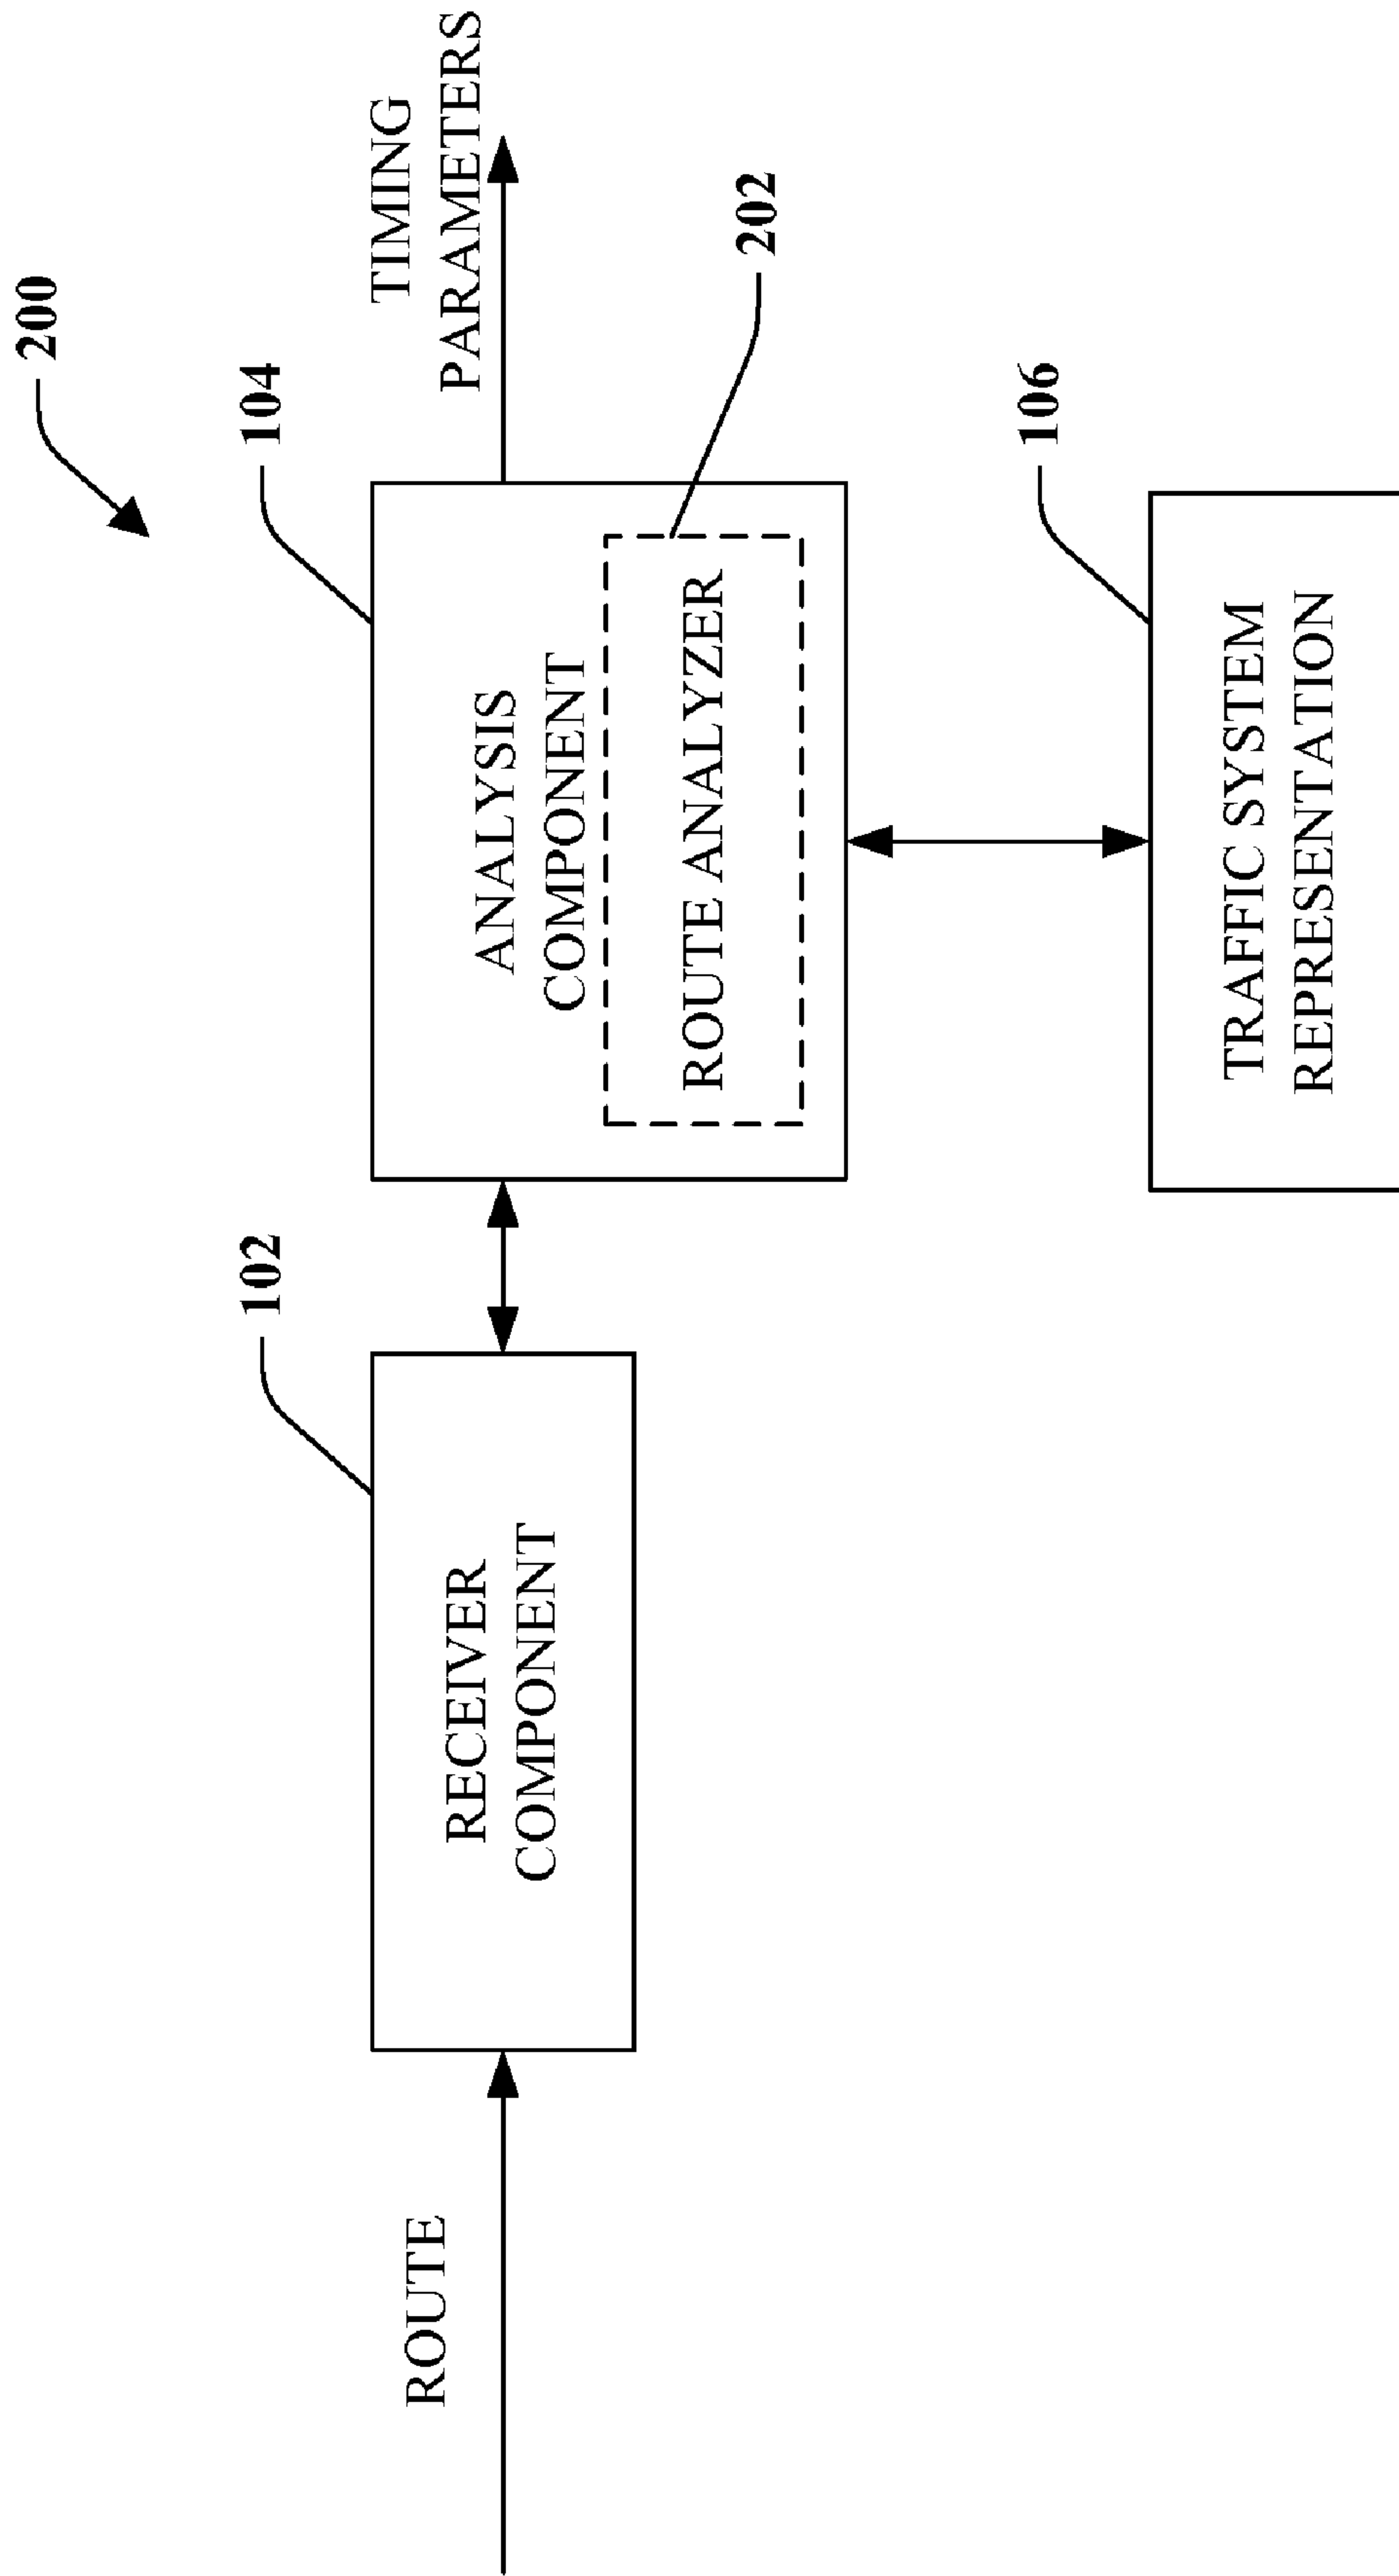 200
ROUTE
102
RECEIVER
COMPONENT
104
ANALYSIS
COMPONENT
202
ROUTE ANALYZER
TIMING
PARAMETERS
106
TRAFFIC SYSTEM
REPRESENTATION